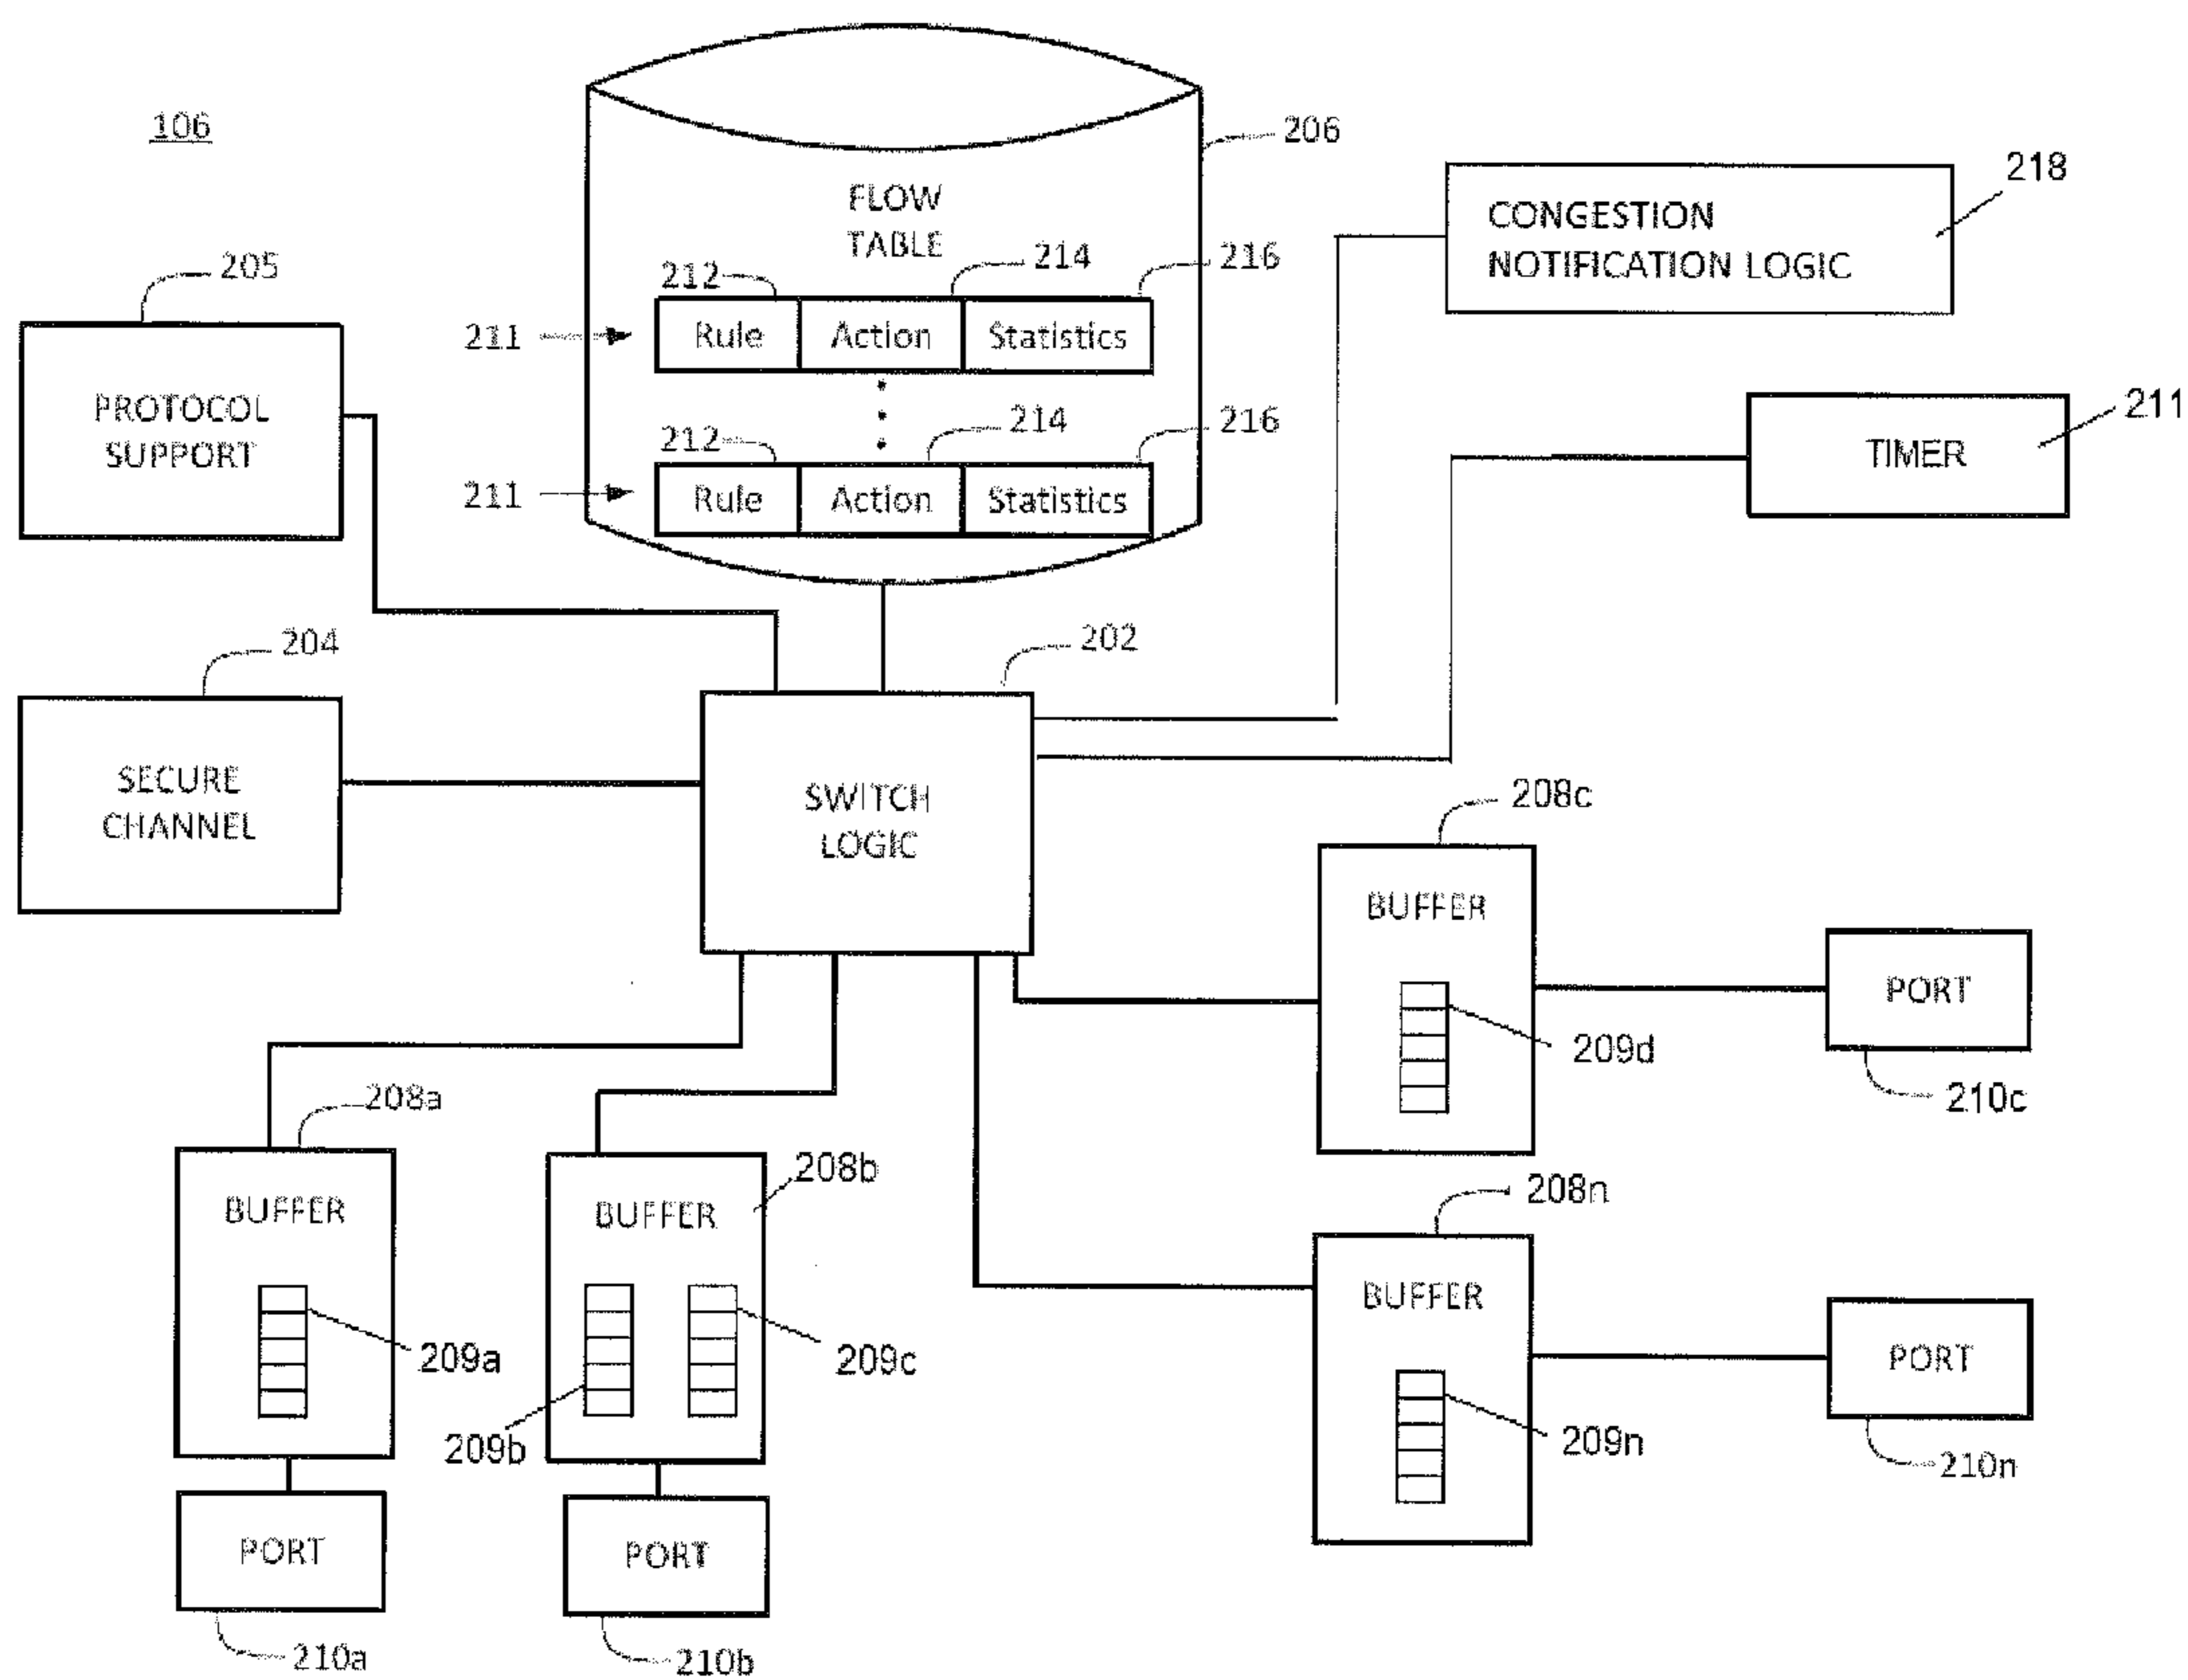 106
206
218
FLOW
TABLE
CONGESTION
NOTIFICATION LOGIC
205
212
214
216
211
Rule Action Statistics
211
PROTOCOL
SUPPORT
212
214
216
TIMER
211
Rule Action Statistics
204
202
SECURE
CHANNEL
SWITCH
LOGIC
208c
BUFFER
PORT
209d
210c
208a
208b
208n
BUFFER
BUFFER
BUFFER
209a
209c
PORT
209b
209n
210n
PORT
PORT
210a
210b